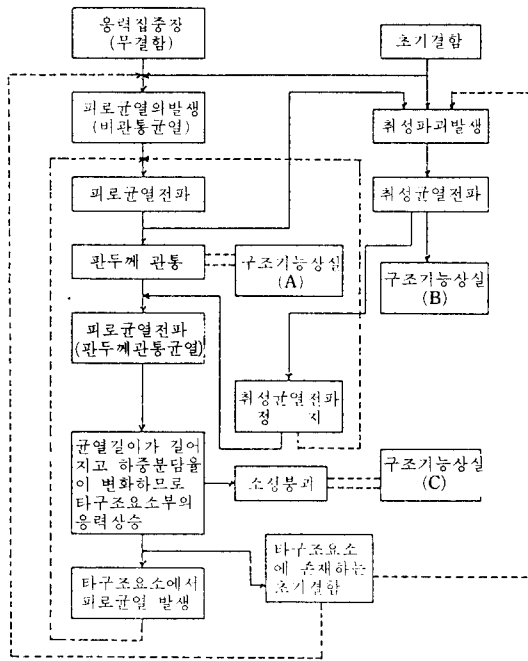 응력집중장
(무결함)
초기결함
피로균열의발생
(비관통균열)
취성파괴발생
피로균열전파
취성균열전파
판두께 관통
구조기능상실
(A)
구조기능상실
(B)
피로균열전파
(판두께관통균열)
취성균열전파
정 지
균열길이가 길어
지고 하중분담율
이 변화하므로
타구조요소부의
응력상승
소성붕괴
구조기능상실
(C)
타구조요소에서
피로균열 발생
타구조요소
에 존재하는
초기결함